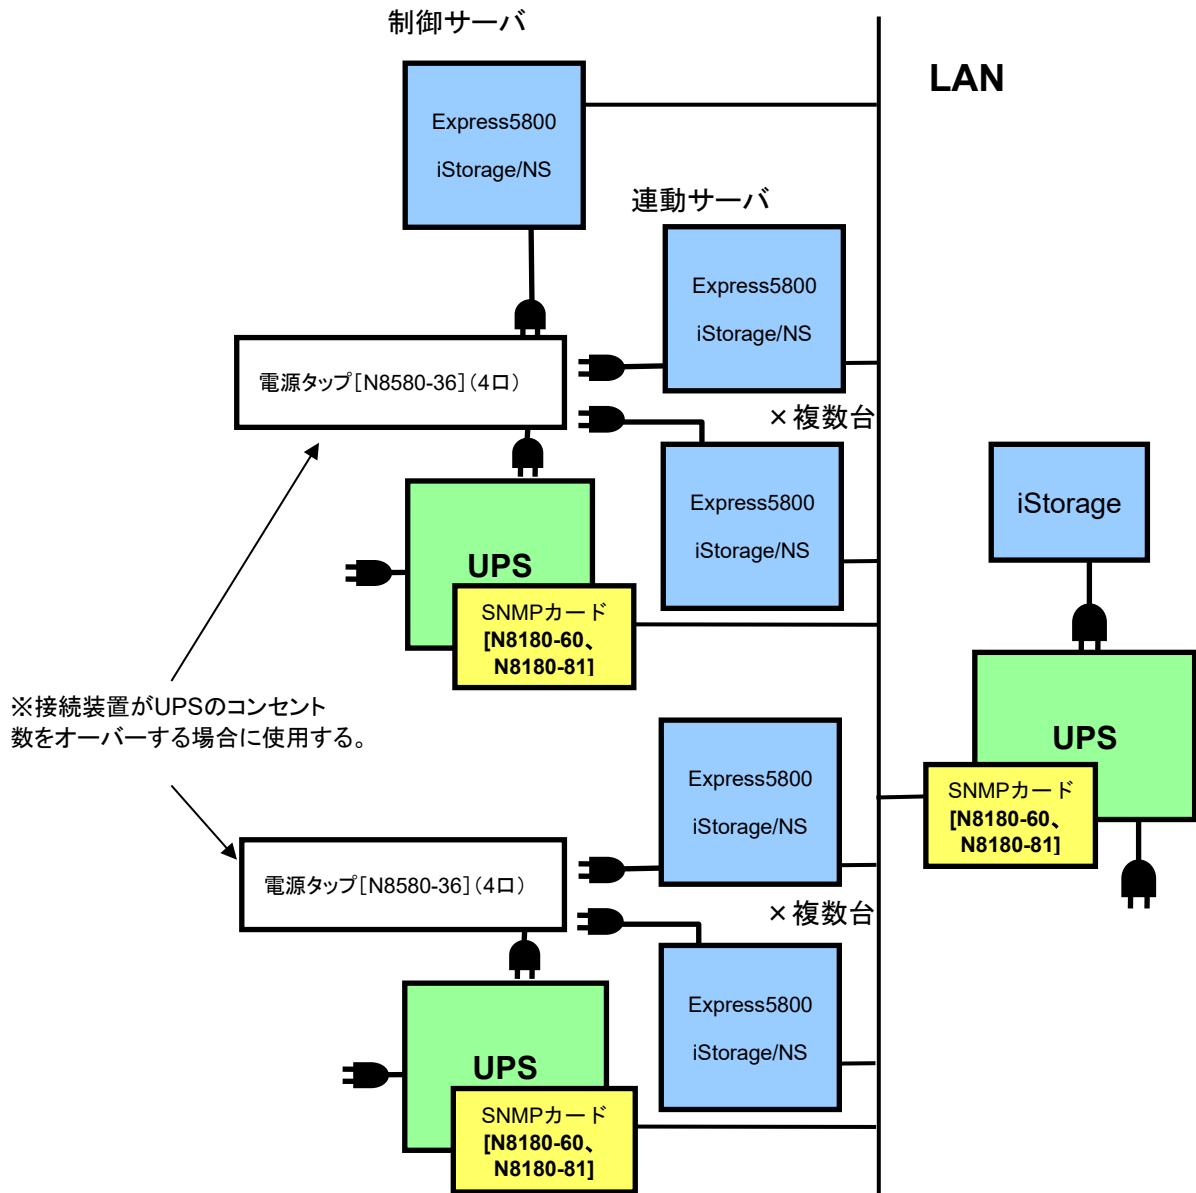 制御サーバ
LAN
Express5800
iStorage/NS
連動サーバ
Express5800
iStorage/NS
電源タップ[N8580-36](4口)
×複数台
Express5800
iStorage/NS
iStorage
UPS
SNMPカード
[N8180-60、
N8180-81]
※接続装置がUPSのコンセント
数をオーバーする場合に使用する。
UPS
SNMPカード
[N8180-60、
N8180-81]
Express5800
iStorage/NS
電源タップ[N8580-36](4口)
×複数台
Express5800
iStorage/NS
UPS
SNMPカード
[N8180-60、
N8180-81]